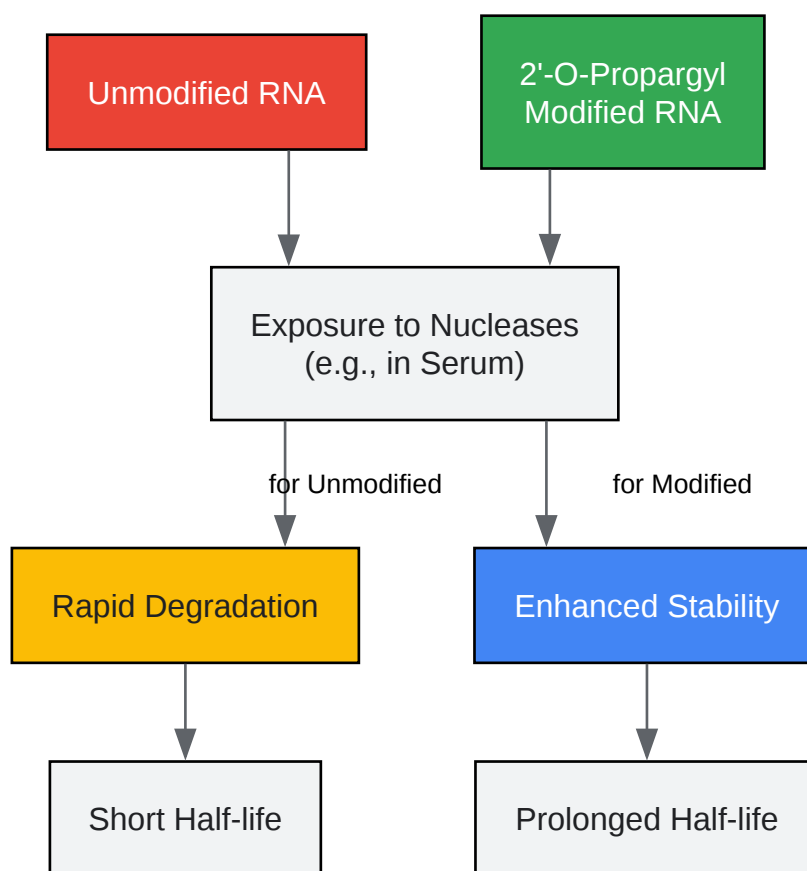 Unmodified RNA
2'-O-Propargyl
Modified RNA
Exposure to Nucleases
(e.g., in Serum)
for Unmodified
for Modified
Rapid Degradation
Enhanced Stability
Short Half-life
Prolonged Half-life